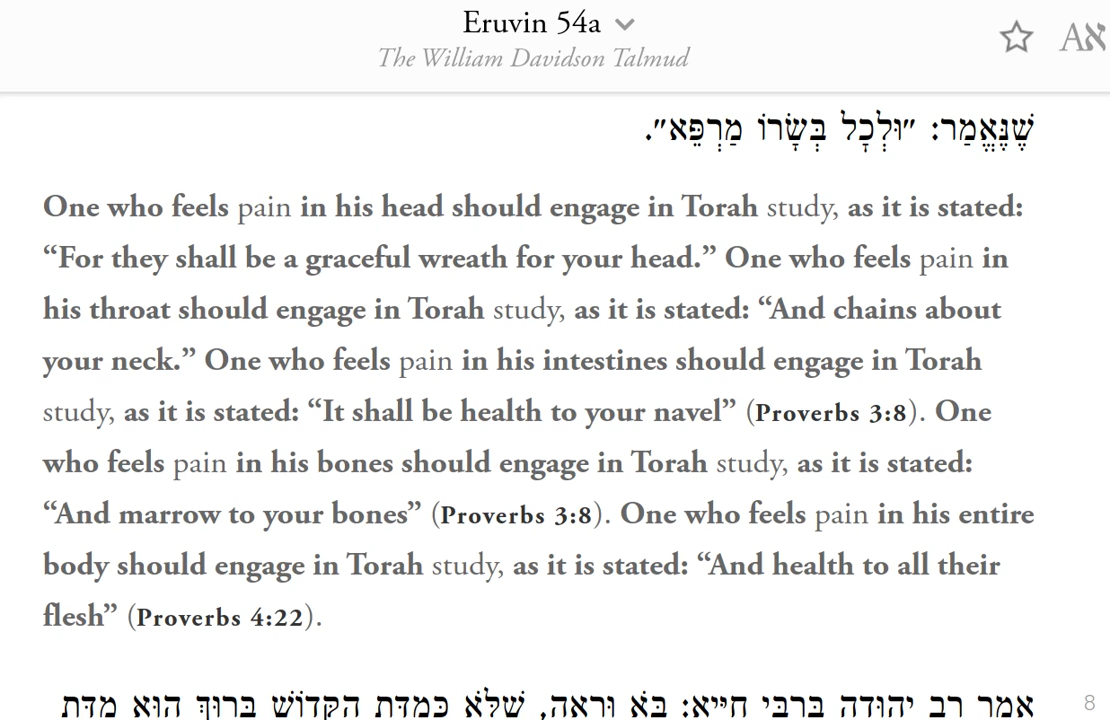 Eruvin 54a
The William Davidson Talmud
Aא
שֶׁנֶּאֱמַר: ״וּלְכׇל בְּשָׂרוֹ מַרְפֵּא״.
One who feels pain in his head should engage in Torah study, as it is stated:
“For they shall be a graceful wreath for your head.” One who feels pain in
his throat should engage in Torah study, as it is stated: “And chains about
your neck.” One who feels pain in his intestines should engage in Torah
study, as it is stated: “It shall be health to your navel” (Proverbs 3:8). One
who feels pain in his bones should engage in Torah study, as it is stated:
“And marrow to your bones” (Proverbs 3:8). One who feels pain in his entire
body should engage in Torah study, as it is stated: “And health to all their
flesh” (Proverbs 4:22).
8
אָמַר רַב יְהוּדָה בְּרַבִּי חִיָּיא: בֹּא וּרְאֵה, שֶׁלֹּא כְּמִדַּת הַקָּדוֹשׁ בָּרוּךְ הוּא מִדַּת